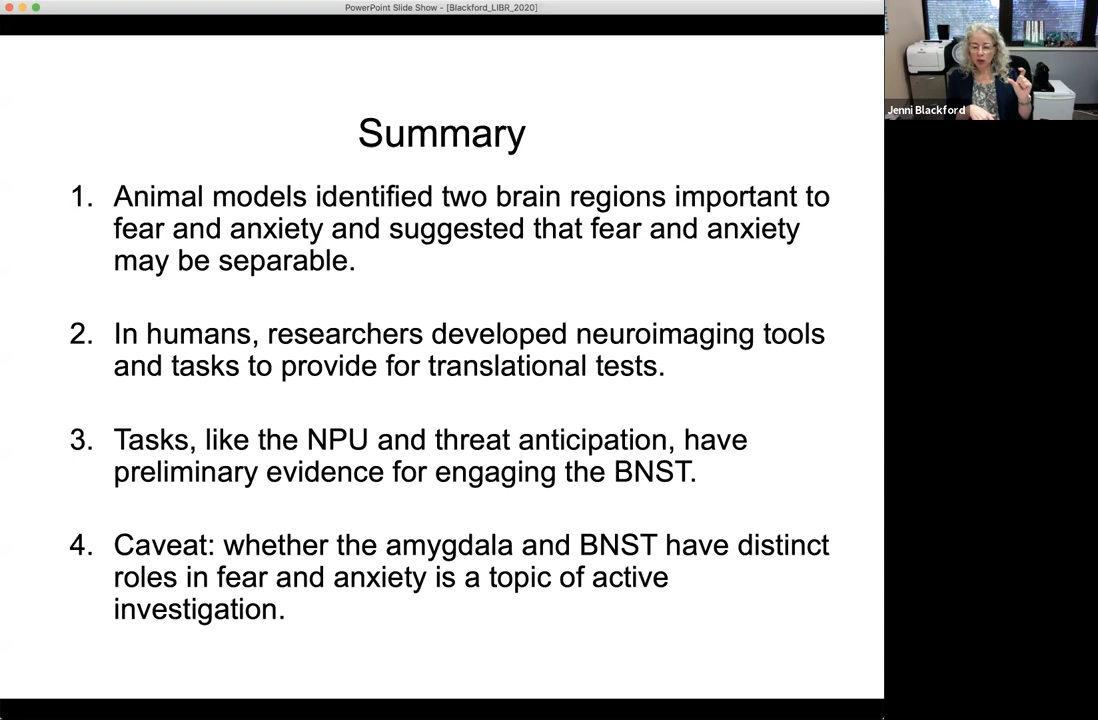 PowerPoint Slide Show - [Blackford_LIBR_2020]
Jenni Blackford
Summary
1. Animal models identified two brain regions important to
fear and anxiety and suggested that fear and anxiety
may be separable.
2. In humans, researchers developed neuroimaging tools
and tasks to provide for translational tests.
3. Tasks, like the NPU and threat anticipation, have
preliminary evidence for engaging the BNST.
4. Caveat: whether the amygdala and BNST have distinct
roles in fear and anxiety is a topic of active
investigation.